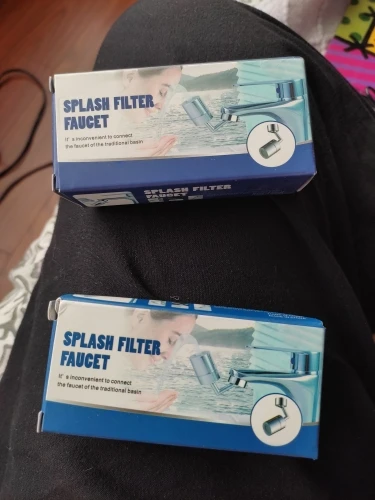 SPLASH FILTER
FAUCET
It' s inconvenient to connect
the faucet of the traditional basin
SPLASH FILTER
FAUCET
SPLASH FILTER
FAUCET
It' s inconvenient to connect
the faucet of the traditional basin